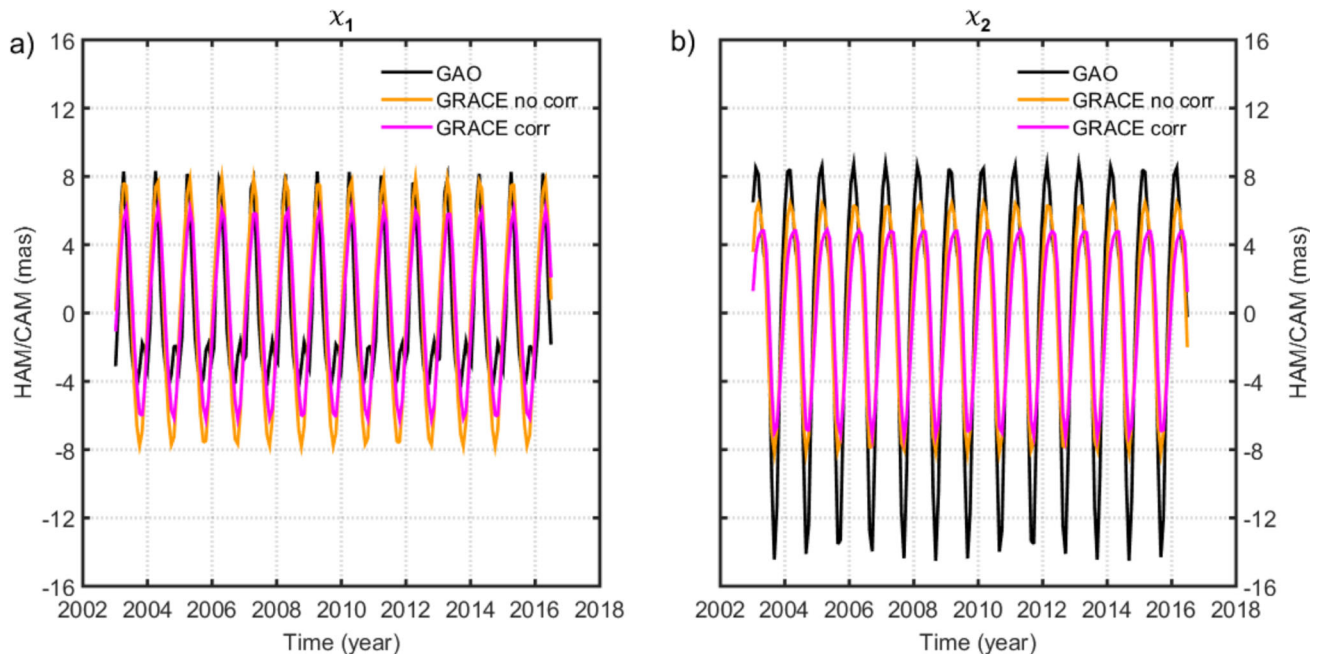 a)
χ1
16
12
8
4
0
-4
-8
-12
-16
HAM/CAM (mas)
GAO
GRACE no corr
GRACE corr
2002 2004 2006 2008 2010 2012 2014 2016 2018
Time (year)
b)
χ2
GAO
GRACE no corr
GRACE corr
16
12
8
4
0
-4
-8
-12
-16
HAM/CAM (mas)
2002 2004 2006 2008 2010 2012 2014 2016 2018
Time (year)